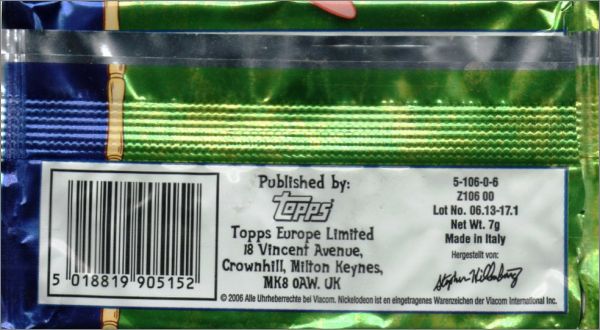 Published by:
Topps
Topps Europe Limited
18 Vincent Avenue,
Crownhill, Milton Keynes,
MK8 0AW. UK
5-106-0-6
Z106 00
Lot No. 06.13-17.1
Net Wt. 7g
Made in Italy
Hergestellt von:
Stephen Hillenburg
5 018819 905152
© 2006 Alle Urheberrechte bei Viacom. Nickelodeon ist ein eingetragenes Warenzeichen der Viacom International Inc.